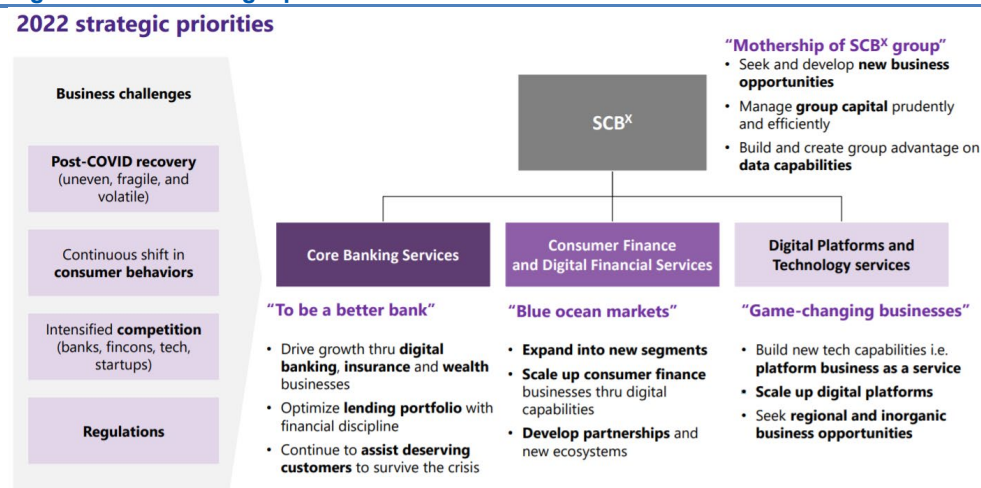 2022 strategic priorities
Business challenges
Post-COVID recovery
(uneven, fragile, and
volatile)
Continuous shift in
consumer behaviors
Intensified competition
(banks, fincons, tech,
startups)
Regulations
SCBX
"Mothership of SCBX group"
• Seek and develop new business
opportunities
• Manage group capital prudently
and efficiently
• Build and create group advantage on
data capabilities
Core Banking Services
"To be a better bank"
• Drive growth thru digital
banking, insurance and wealth
businesses
• Optimize lending portfolio with
financial discipline
• Continue to assist deserving
customers to survive the crisis
Consumer Finance
and Digital Financial Services
"Blue ocean markets"
• Expand into new segments
• Scale up consumer finance
businesses thru digital
capabilities
• Develop partnerships and
new ecosystems
Digital Platforms and
Technology services
"Game-changing businesses"
• Build new tech capabilities i.e.
platform business as a service
• Scale up digital platforms
• Seek regional and inorganic
business opportunities